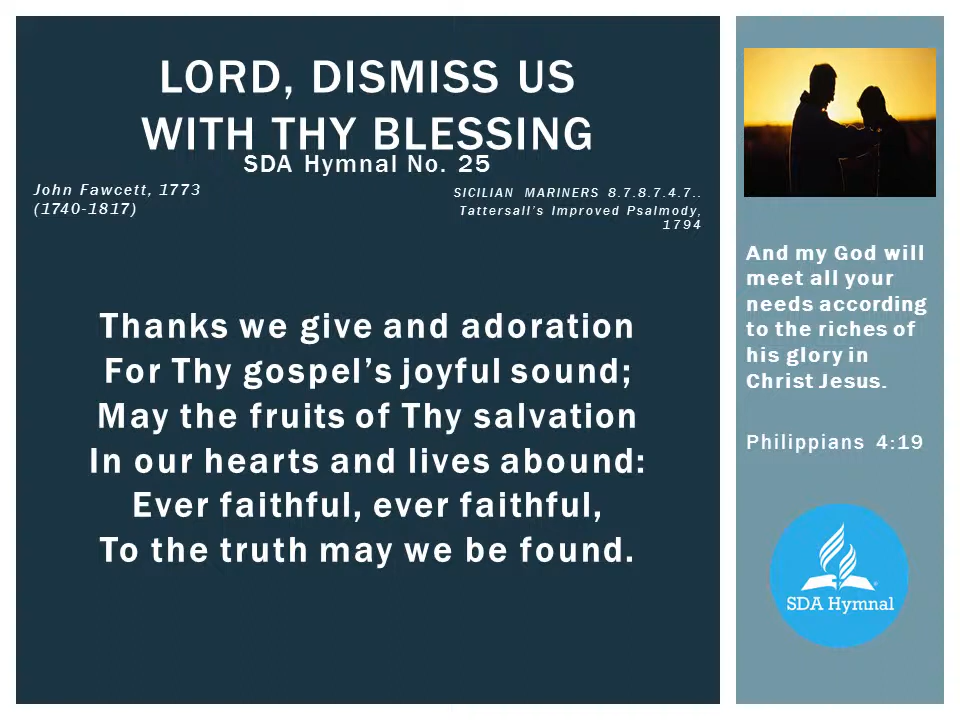 LORD, DISMISS US
WITH THY BLESSING
SDA Hymnal No. 25
John Fawcett, 1773
(1740-1817)
SICILIAN MARINERS 8.7.8.7.4.7..
Tattersall’s Improved Psalmody,
1794
Thanks we give and adoration
For Thy gospel’s joyful sound;
May the fruits of Thy salvation
In our hearts and lives abound:
Ever faithful, ever faithful,
To the truth may we be found.
And my God will
meet all your
needs according
to the riches of
his glory in
Christ Jesus.
Philippians 4:19
SDA Hymnal